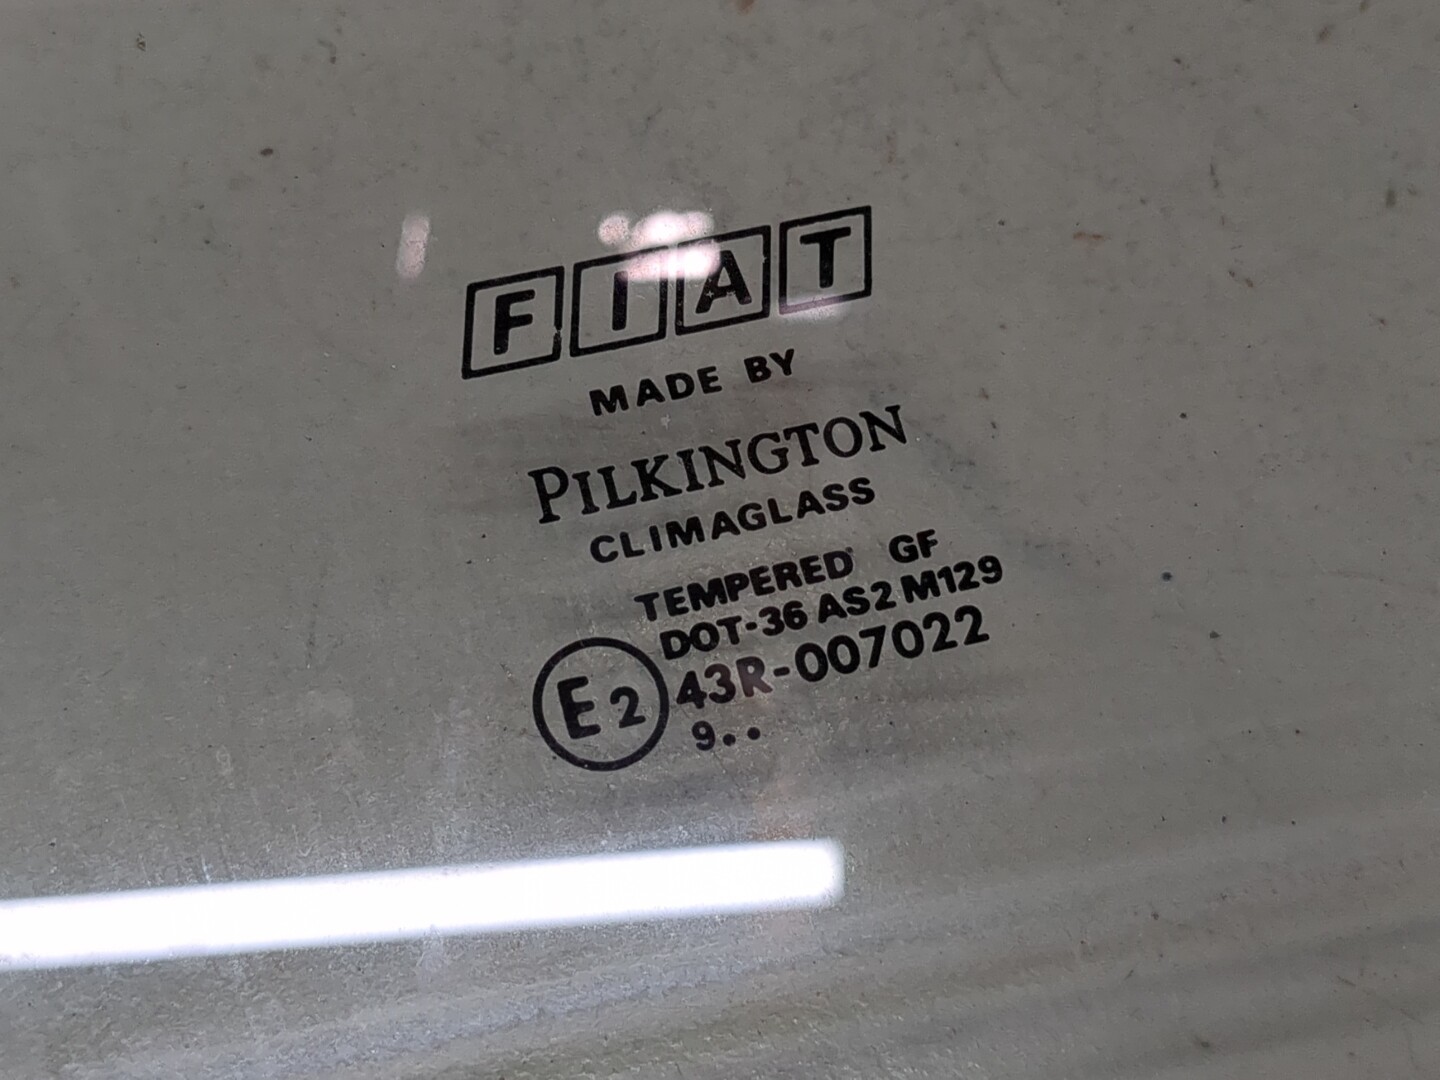 FIAT
MADE BY
PILKINGTON
CLIMAGLASS
TEMPERED GF
DOT-36 AS2 M129
E2 43R-007022
9..